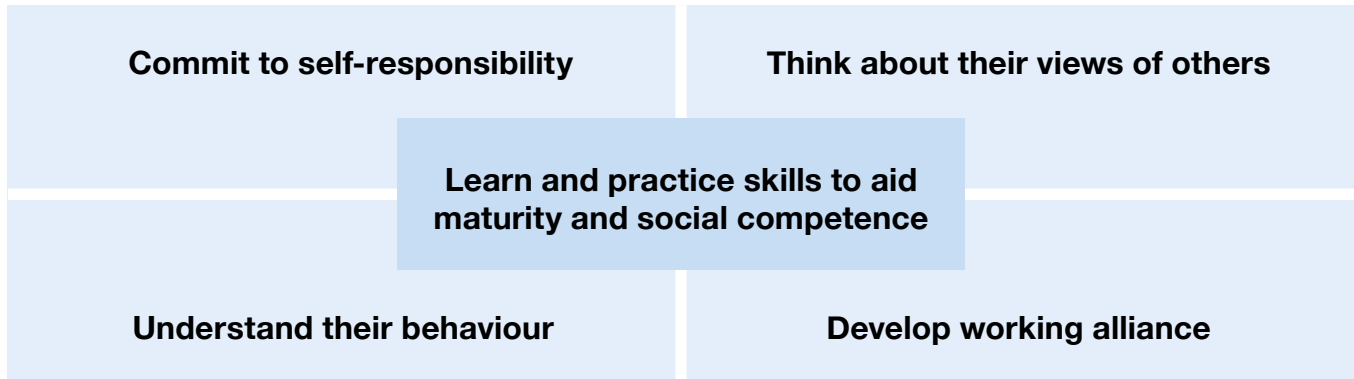 Commit to self-responsibility
Think about their views of others
Learn and practice skills to aid
maturity and social competence
Understand their behaviour
Develop working alliance